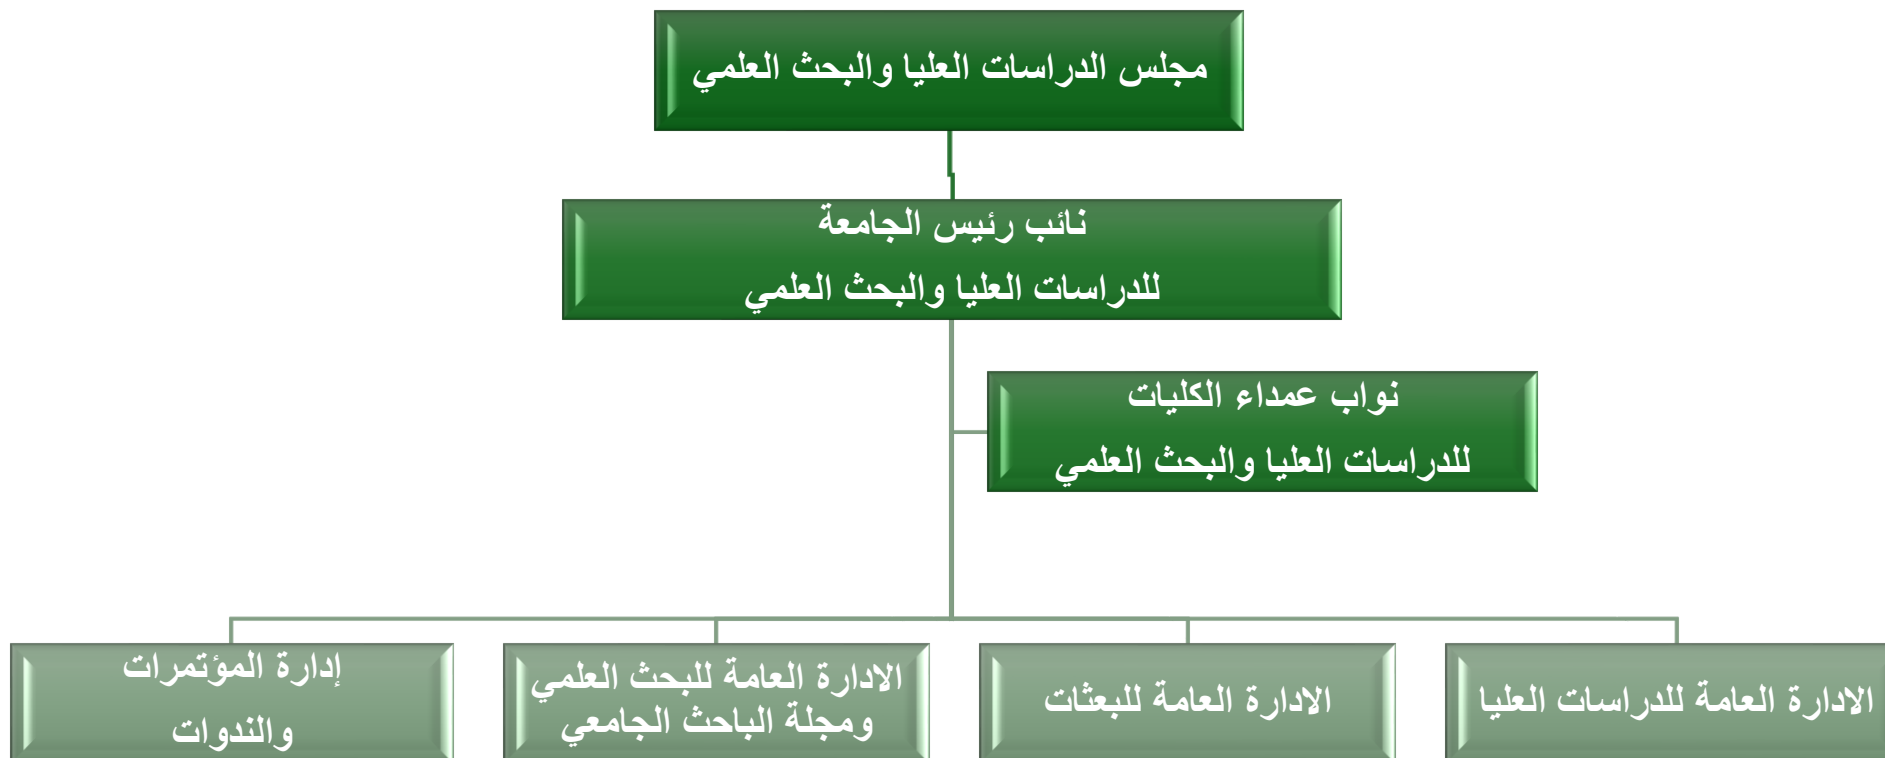 مجلس الدراسات العليا والبحث العلمي
نائب رئيس الجامعة
للدراسات العليا والبحث العلمي
نواب عمداء الكليات
للدراسات العليا والبحث العلمي
الادارة العامة للدراسات العليا
الادارة العامة للبعثات
الادارة العامة للبحث العلمي
ومجلة الباحث الجامعي
إدارة المؤتمرات
والندوات